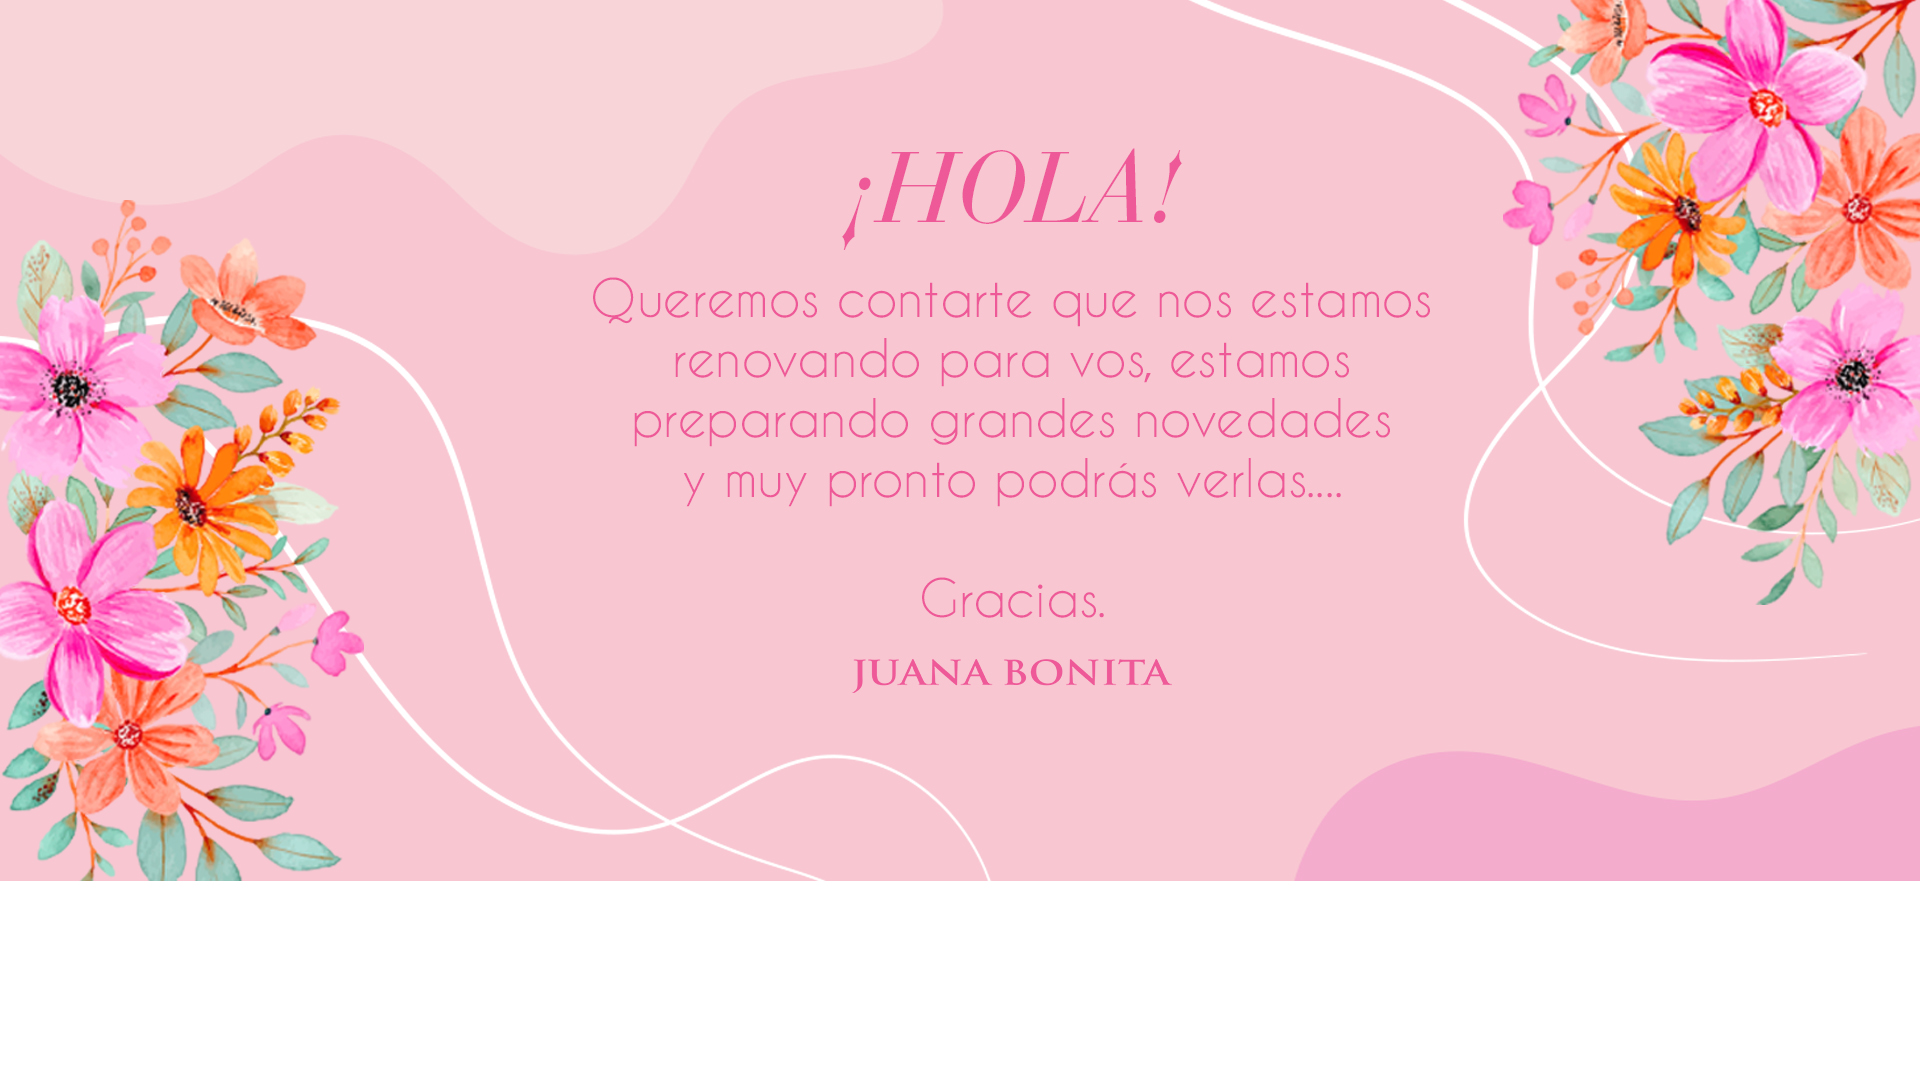 ¡HOLA!
Queremos contarte que nos estamos
renovando para vos, estamos
preparando grandes novedades
y muy pronto podrás verlas....
Gracias.
JUANA BONITA